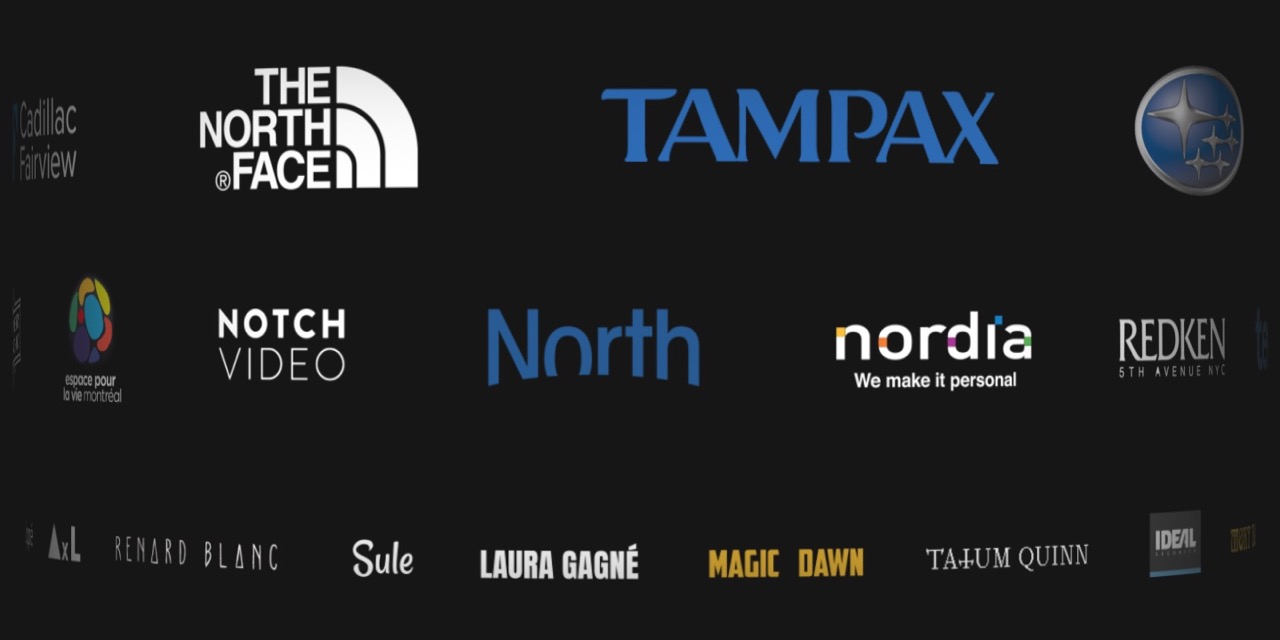 Cadillac
Fairview
THE
NORTH
®FACE
TAMPAX
espace pour
la vie montréal
NOTCH
VIDEO
North
nordia
We make it personal
REDKEN
5TH AVENUE NYC
AxL
RENARD BLANC
Sule
LAURA GAGNÉ
MAGIC DAWN
TATUM QUINN
IDEAL
SECURITY